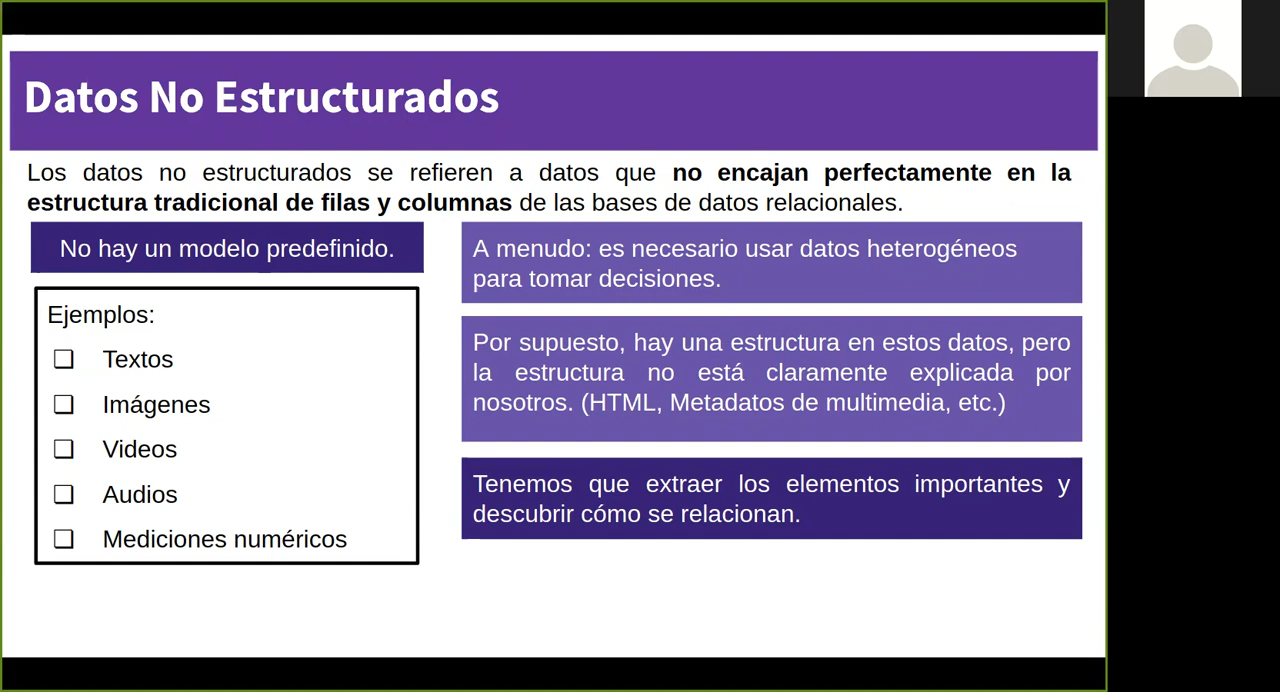 Datos No Estructurados
Los datos no estructurados se refieren a datos que no encajan perfectamente en la
estructura tradicional de filas y columnas de las bases de datos relacionales.
No hay un modelo predefinido.
Ejemplos:
❏ Textos
❏ Imágenes
❏ Videos
❏ Audios
❏ Mediciones numéricos
A menudo: es necesario usar datos heterogéneos
para tomar decisiones.
Por supuesto, hay una estructura en estos datos, pero
la estructura no está claramente explicada por
nosotros. (HTML, Metadatos de multimedia, etc.)
Tenemos que extraer los elementos importantes y
descubrir cómo se relacionan.